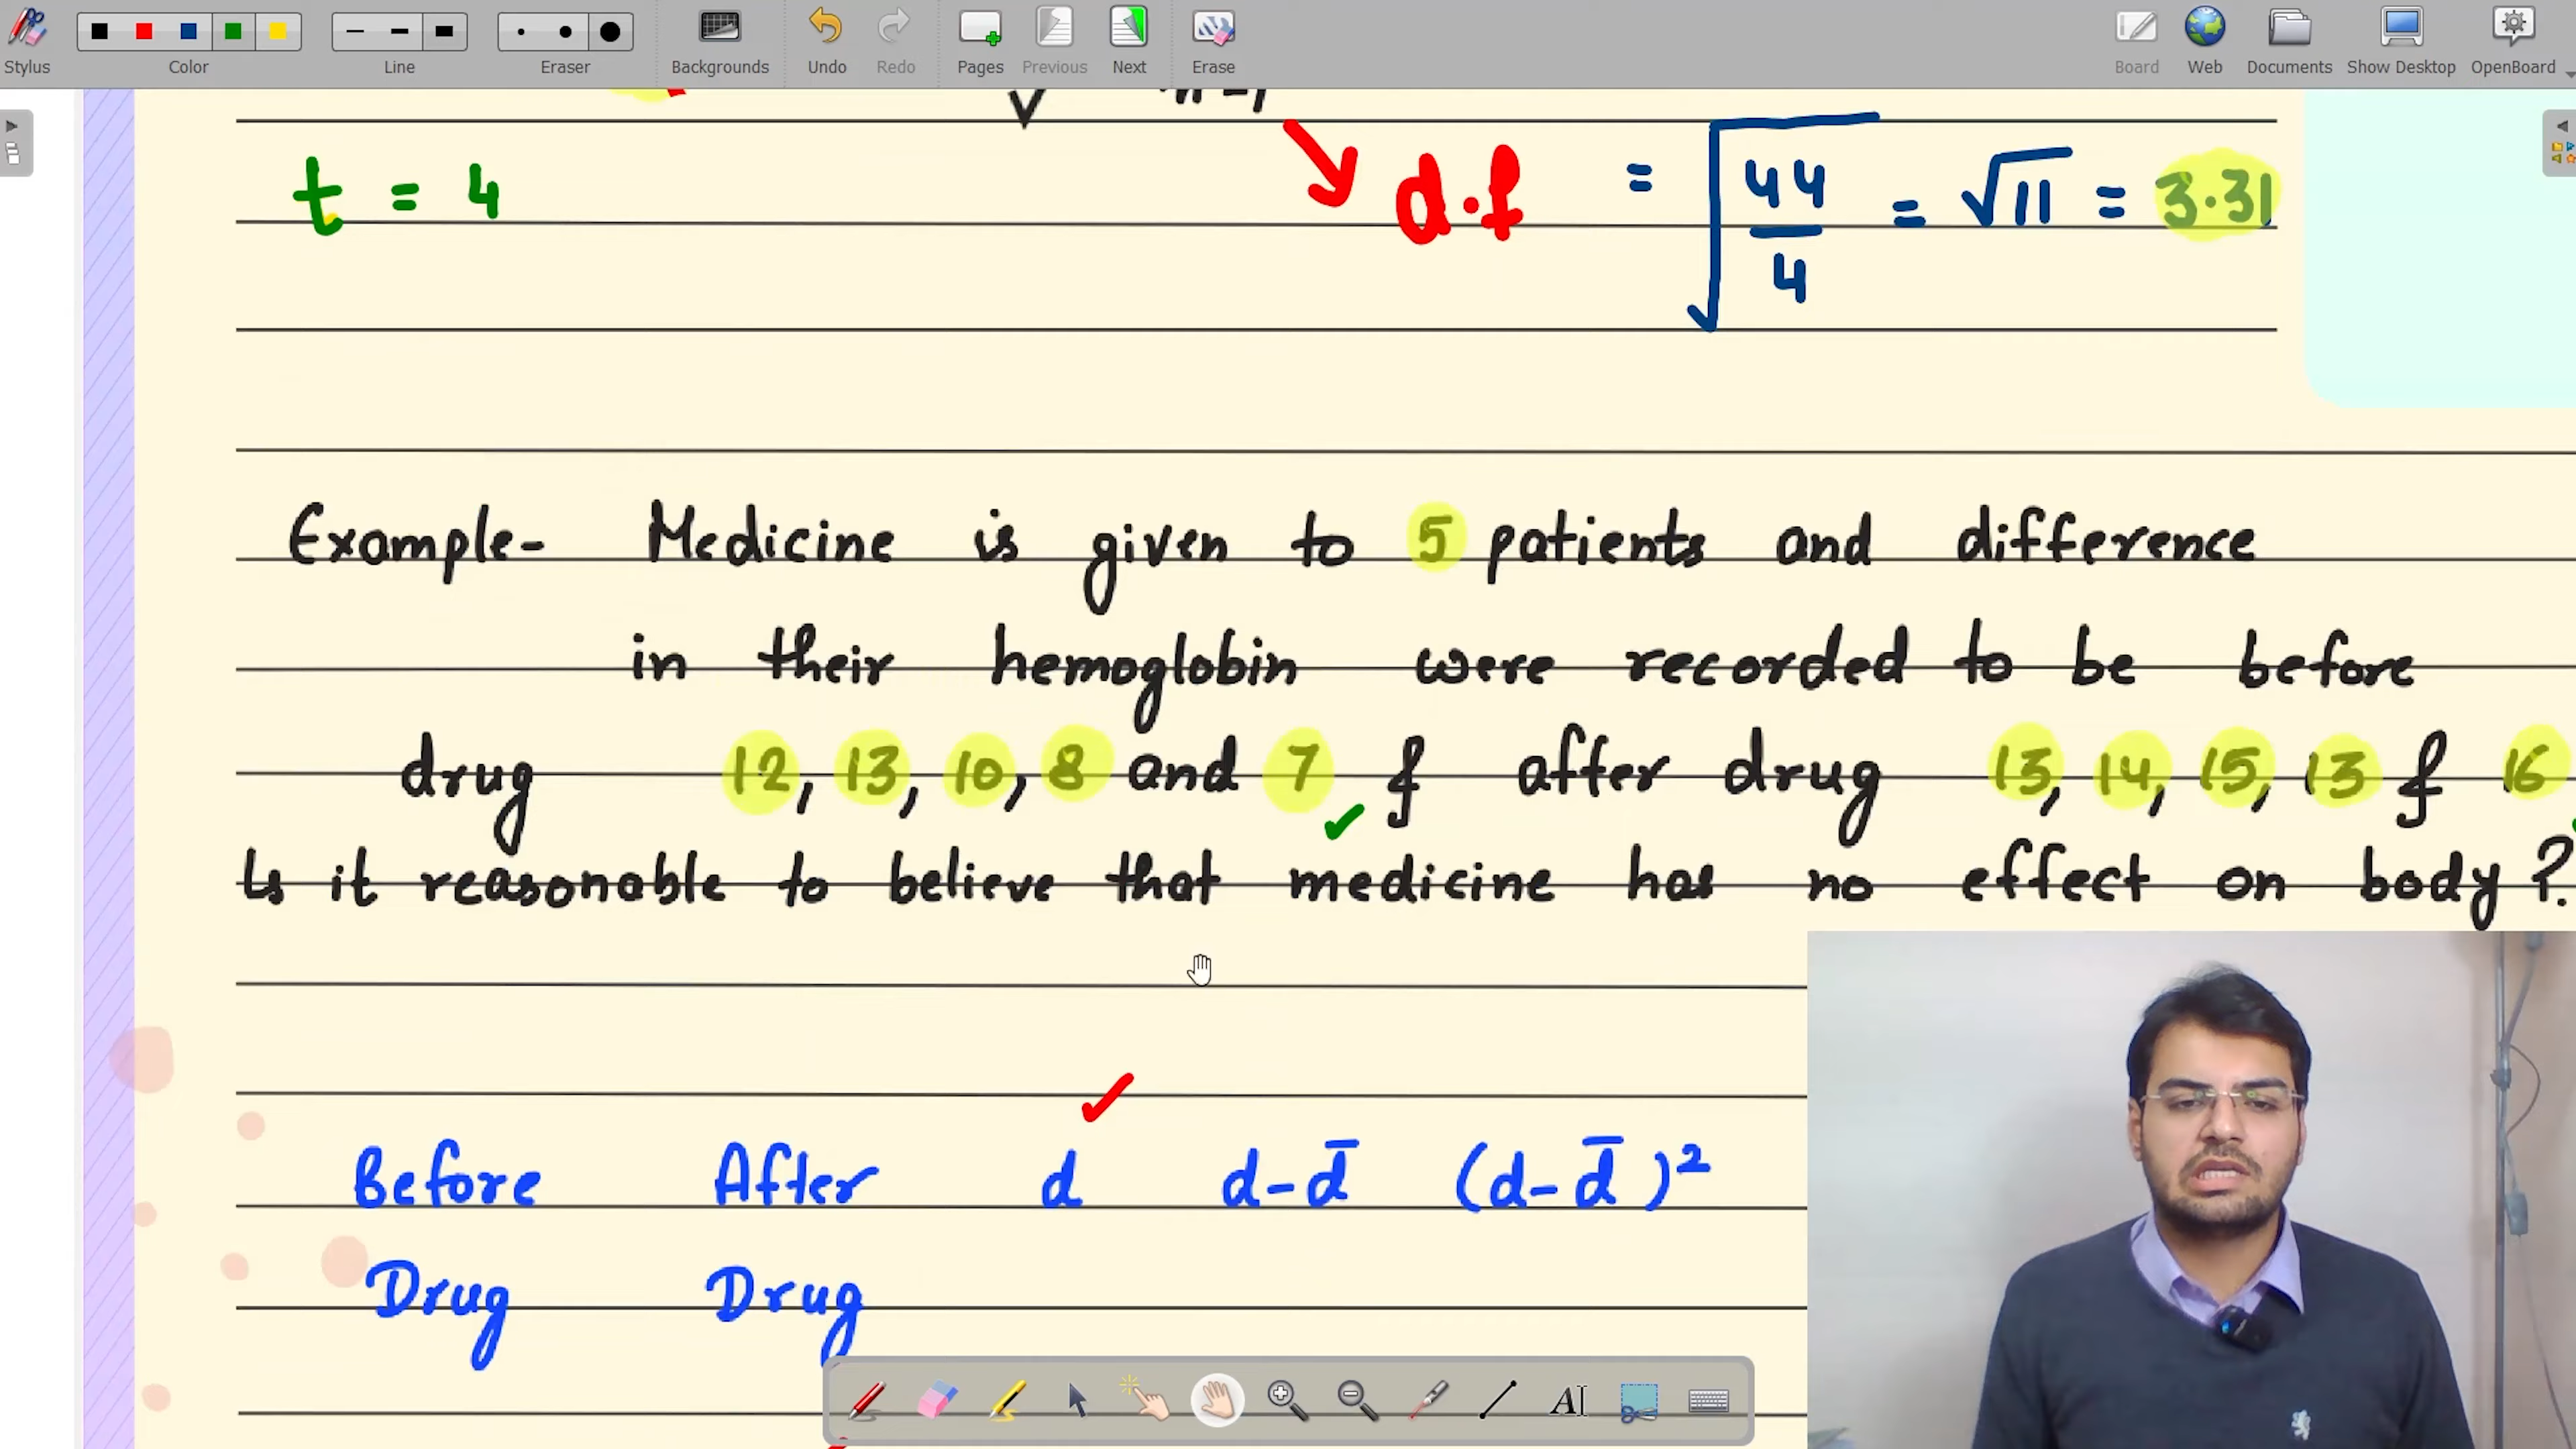 Stylus
Color
Line
Eraser
Backgrounds
Undo
Redo
Pages
Previous
Next
Erase
Board
Web
Documents
Show Desktop
OpenBoard
t = 4
d.f
= √44/4 = √11 = 3.31
Example- Medicine is given to 5 patients and difference
in their hemoglobin were recorded to be before
drug 12, 13, 10, 8 and 7 & after drug 13, 14, 15, 13 & 16
Is it reasonable to believe that medicine has no effect on body?
Before After d d-d̄ (d-d̄)²
Drug Drug
AI